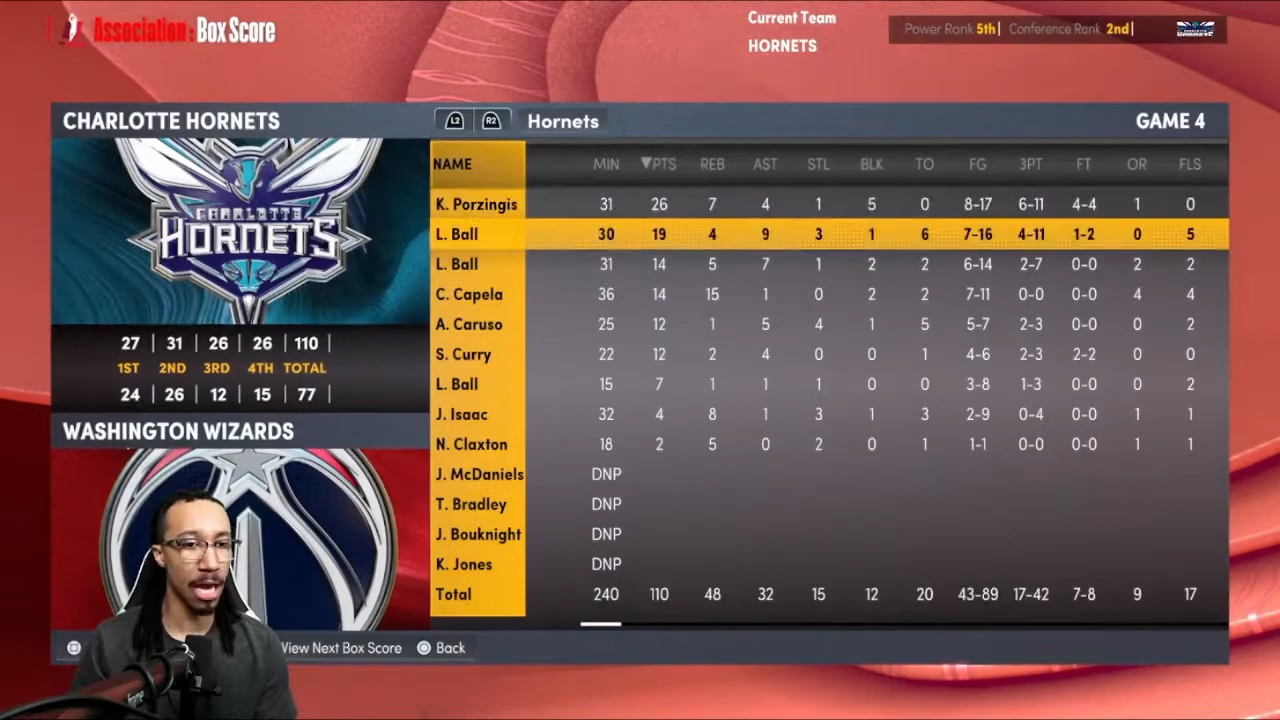 Association: Box Score
Current Team
HORNETS
Power Rank 5th| Conference Rank 2nd|
CHARLOTTE HORNETS
L2 R2 Hornets GAME 4
CHARLOTTE
HORNETS
NAME MIN ▼PTS REB AST STL BLK TO FG 3PT FT OR FLS
K. Porzingis 31 26 7 4 1 5 0 8-17 6-11 4-4 1 0
L. Ball 30 19 4 9 3 1 6 7-16 4-11 1-2 0 5
L. Ball 31 14 5 7 1 2 2 6-14 2-7 0-0 2 2
C. Capela 36 14 15 1 0 2 2 7-11 0-0 0-0 4 4
A. Caruso 25 12 1 5 4 1 5 5-7 2-3 0-0 0 2
S. Curry 22 12 2 4 0 0 1 4-6 2-3 2-2 0 0
L. Ball 15 7 1 1 1 0 0 3-8 1-3 0-0 0 2
J. Isaac 32 4 8 1 3 1 3 2-9 0-4 0-0 1 1
N. Claxton 18 2 5 0 2 0 1 1-1 0-0 0-0 1 1
J. McDaniels DNP
T. Bradley DNP
J. Bouknight DNP
K. Jones DNP
Total 240 110 48 32 15 12 20 43-89 17-42 7-8 9 17
27 | 31 | 26 | 26 | 110 |
1ST 2ND 3RD 4TH TOTAL
24 | 26 | 12 | 15 | 77 |
WASHINGTON WIZARDS
View Next Box Score Back